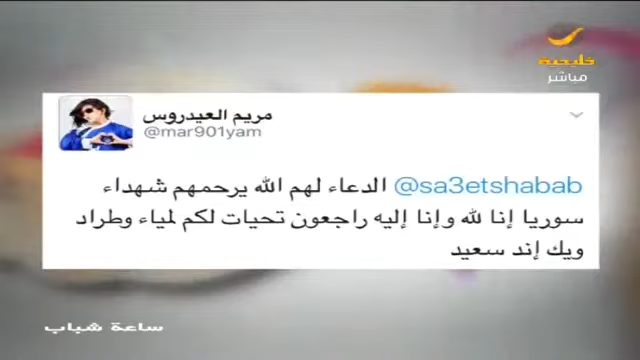 خليجية
مباشر
مريم العيدروس
@mar901yam
@sa3etshabab الدعاء لهم الله يرحمهم شهداء
سوريا إنا لله وإنا إليه راجعون تحيات لكم لمياء وطراد
ويك إند سعيد
ساعة شباب